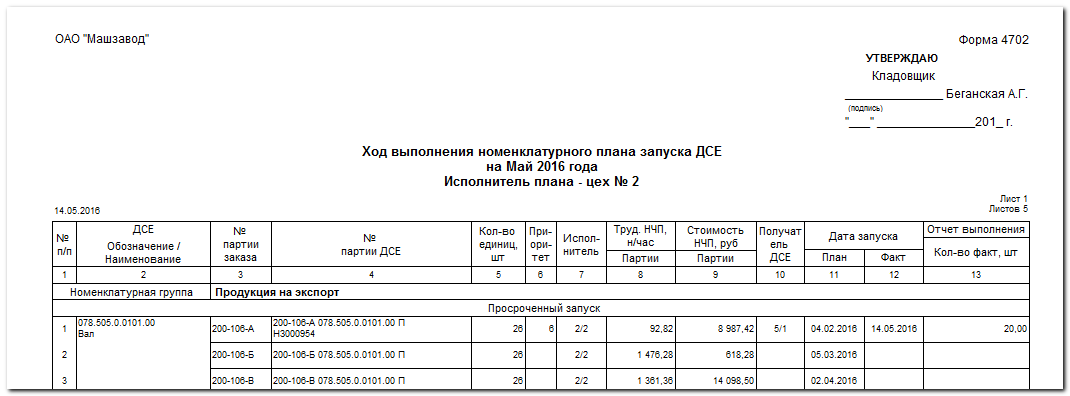 ОАО "Машзавод"
Форма 4702
УТВЕРЖДАЮ
Кладовщик
_______________ Беганская А.Г.
(подпись)
"___" _______________201_ г.
Ход выполнения номенклатурного плана запуска ДСЕ
на Май 2016 года
Исполнитель плана - цех № 2
Лист 1
14.05.2016 Листов 5
№ п/п ДСЕ Обозначение / Наименование № партии заказа № партии ДСЕ Кол-во единиц, шт При-ори-тет Испол-нитель Труд. НЧП, н/час Партии Стоимость НЧП, руб Партии Получат ель ДСЕ Дата запуска План Факт Отчет выполнения Кол-во факт, шт
1 2 3 4 5 6 7 8 9 10 11 12 13
Номенклатурная группа Продукция на экспорт
Просроченный запуск
1 078.505.0.0101.00 Вал 200-106-А 200-106-А 078.505.0.0101.00 П Н3000954 26 6 2/2 92,82 8 987,42 5/1 04.02.2016 14.05.2016 20,00
2 200-106-Б 200-106-Б 078.505.0.0101.00 П 26 2/2 1 476,28 618,28 05.03.2016
3 200-106-В 200-106-В 078.505.0.0101.00 П 26 2/2 1 361,36 14 098,50 02.04.2016